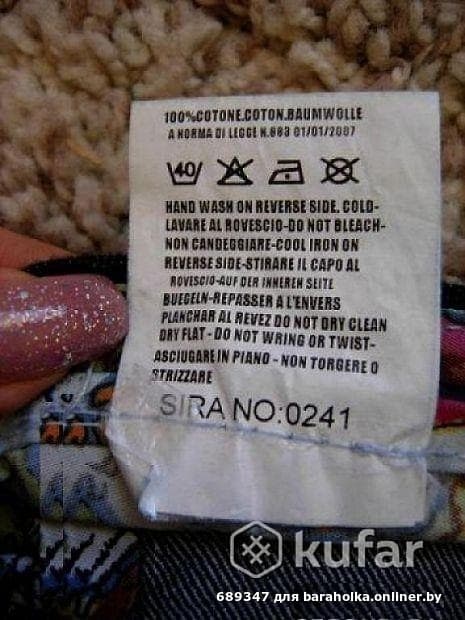 100%COTONE.COTON.BAUMWOLLE
A NORMA DI LEGGE N.883 01/01/2007
40
HAND WASH ON REVERSE SIDE. COLD-
LAVARE AL ROVESCIO-DO NOT BLEACH-
NON CANDEGGIARE-COOL IRON ON
REVERSE SIDE-STIRARE IL CAPO AL
ROVESCIO-AUF DER INHEREN SEITE
BUEGELN-REPASSER A L'ENVERS
PLANCHAR AL REVEZ DO NOT DRY CLEAN
DRY FLAT - DO NOT WRING OR TWIST-
ASCIUGARE IN PIANO - NON TORGERE O
STRIZZARE
SIRA NO:0241
kufar
689347 для baraholka.onliner.by